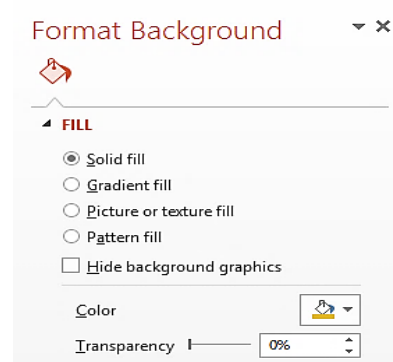 Format Background
FILL
Solid fill
Gradient fill
Picture or texture fill
Pattern fill
Hide background graphics
Color
Transparency 0%